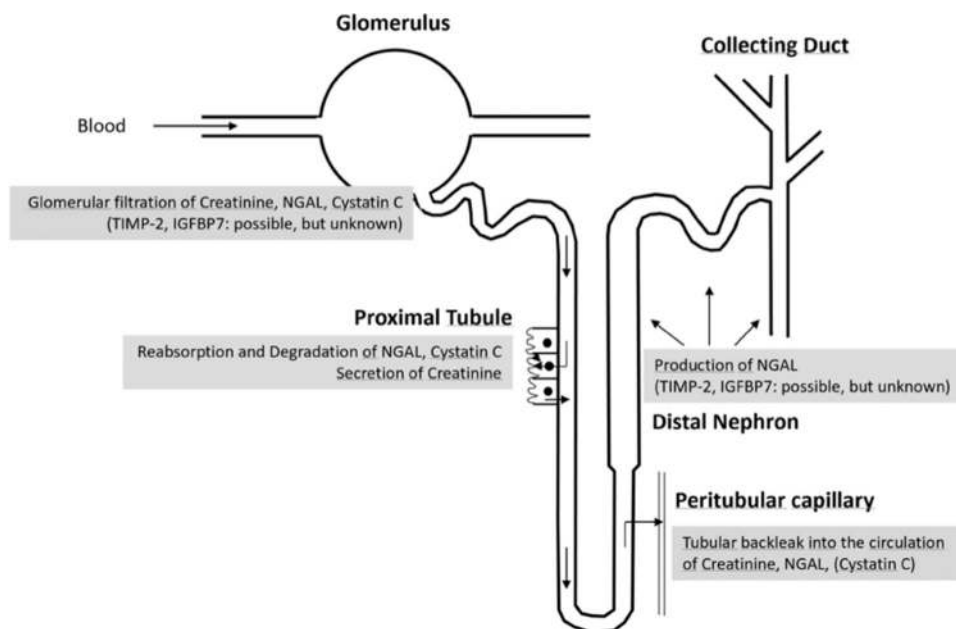 Glomerulus
Collecting Duct
Blood
Glomerular filtration of Creatinine, NGAL, Cystatin C
(TIMP-2, IGFBP7: possible, but unknown)
Proximal Tubule
Reabsorption and Degradation of NGAL, Cystatin C
Secretion of Creatinine
Production of NGAL
(TIMP-2, IGFBP7: possible, but unknown)
Distal Nephron
Peritubular capillary
Tubular backleak into the circulation
of Creatinine, NGAL, (Cystatin C)